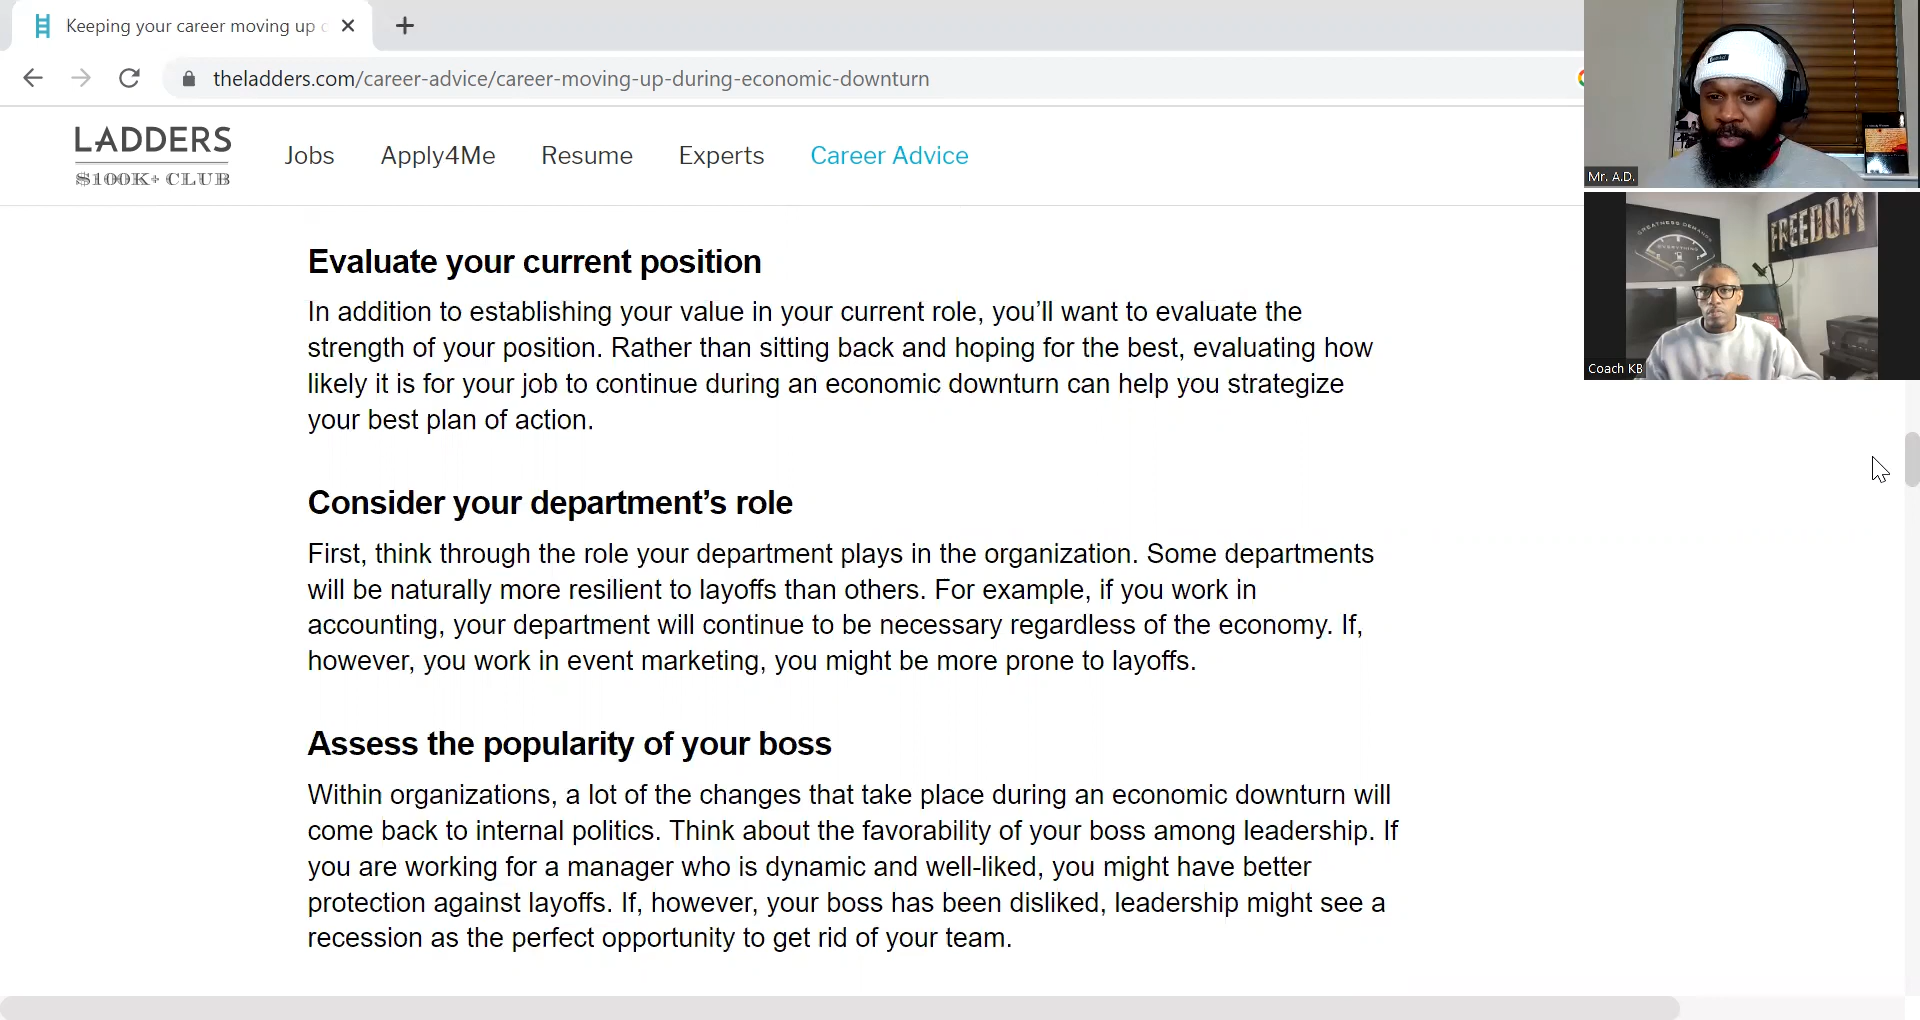 Keeping your career moving up
theladders.com/career-advice/career-moving-up-during-economic-downturn
LADDERS
$100K+ CLUB
Jobs
Apply4Me
Resume
Experts
Career Advice
Mr. A.D.
GREATNESS DEMANDS
EVERYTHING
FREEDOM
Coach KB
Evaluate your current position
In addition to establishing your value in your current role, you’ll want to evaluate the
strength of your position. Rather than sitting back and hoping for the best, evaluating how
likely it is for your job to continue during an economic downturn can help you strategize
your best plan of action.
Consider your department’s role
First, think through the role your department plays in the organization. Some departments
will be naturally more resilient to layoffs than others. For example, if you work in
accounting, your department will continue to be necessary regardless of the economy. If,
however, you work in event marketing, you might be more prone to layoffs.
Assess the popularity of your boss
Within organizations, a lot of the changes that take place during an economic downturn will
come back to internal politics. Think about the favorability of your boss among leadership. If
you are working for a manager who is dynamic and well-liked, you might have better
protection against layoffs. If, however, your boss has been disliked, leadership might see a
recession as the perfect opportunity to get rid of your team.